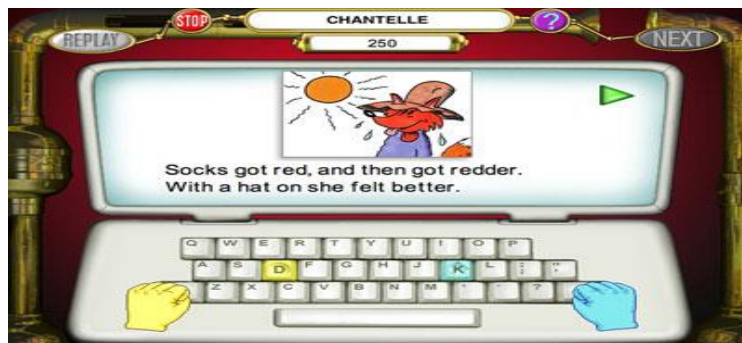 STOP
CHANTELLE
?
REPLAY
250
NEXT
Socks got red, and then got redder.
With a hat on she felt better.
Q W E R T Y U I O P
A S D F G H J K L ; "
Z X C V B N M ' ' ?